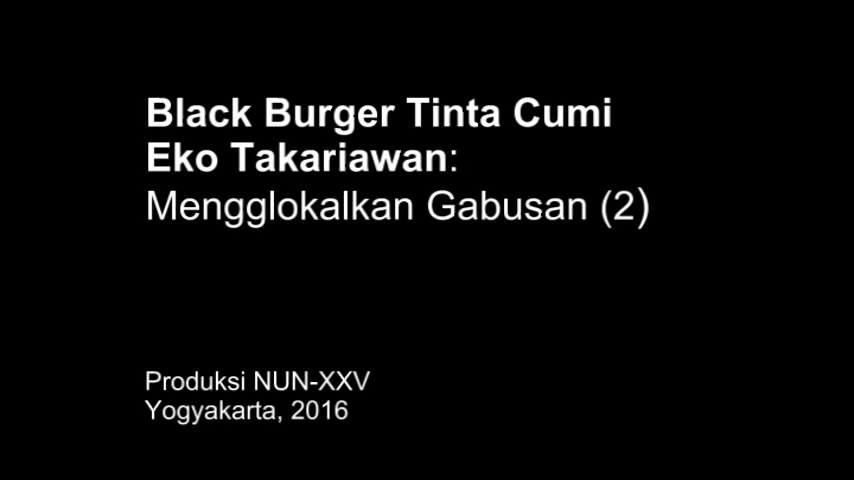 Black Burger Tinta Cumi
Eko Takariawan:
Mengglokalkan Gabusan (2)
Produksi NUN-XXV
Yogyakarta, 2016